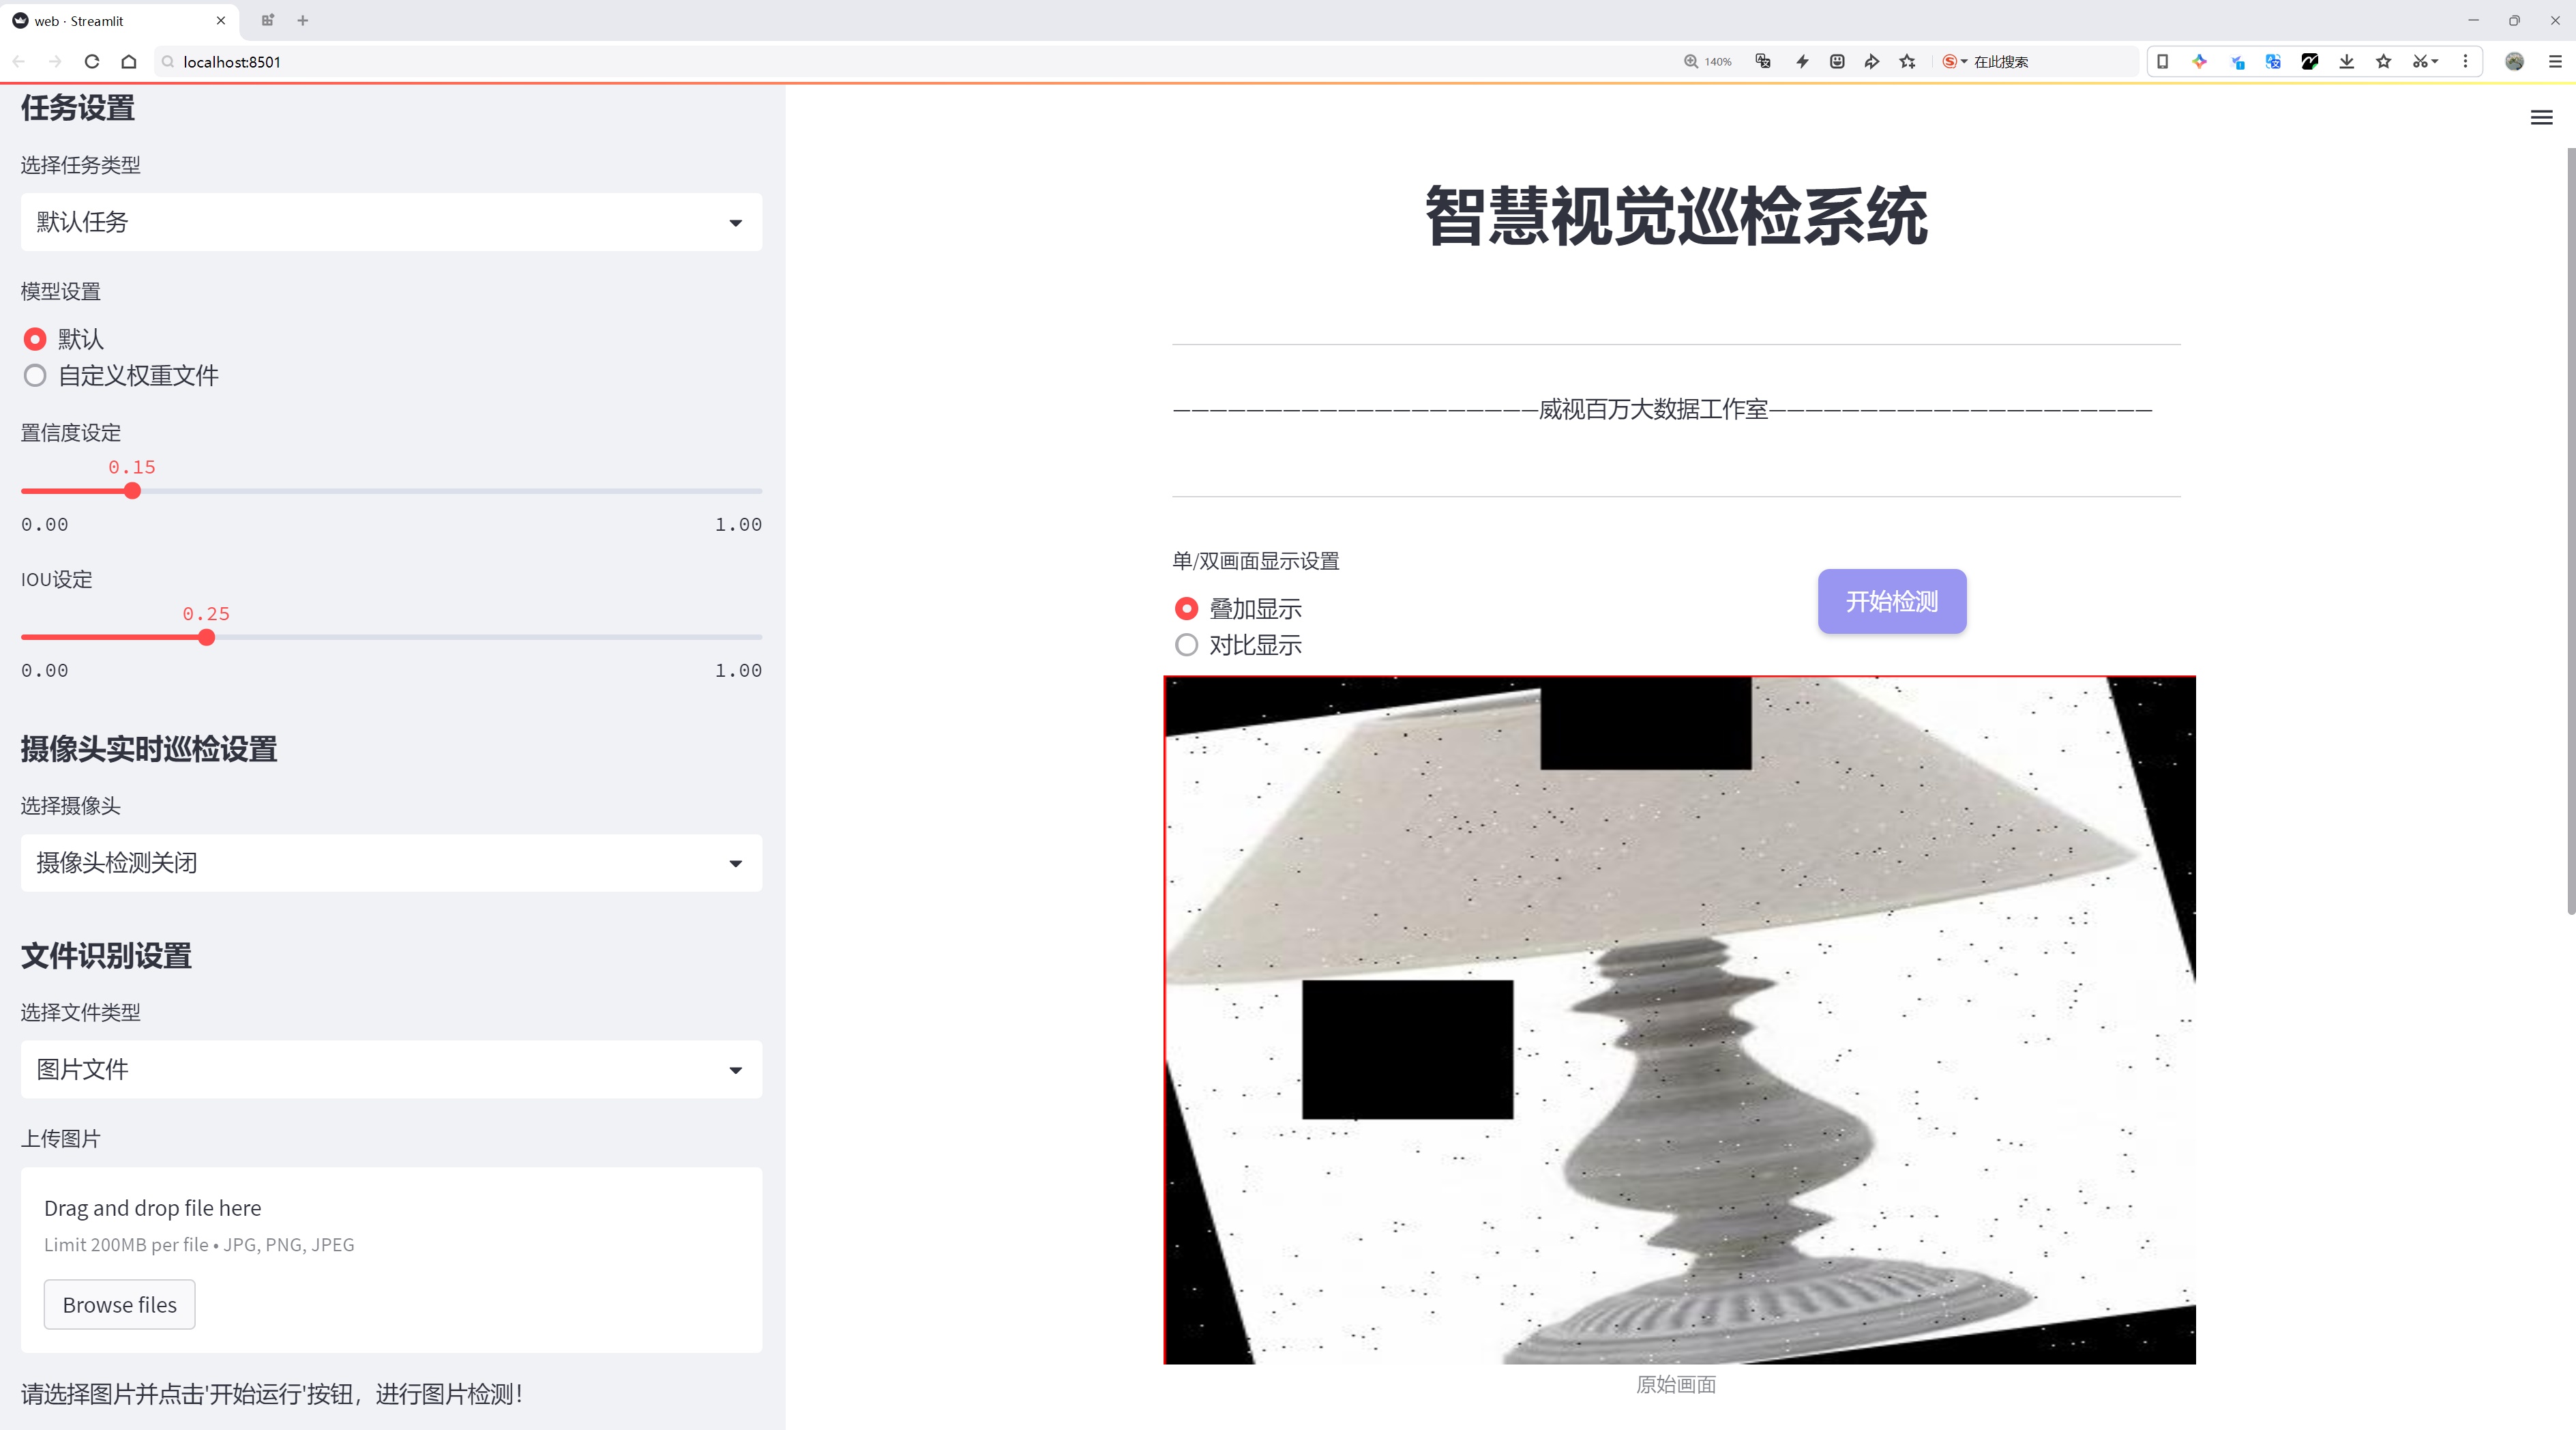 web · Streamlit
localhost:8501
140%
在此搜索
任务设置
选择任务类型
默认任务
模型设置
默认
自定义权重文件
置信度设定
0.15
0.00
1.00
IOU设定
0.25
0.00
1.00
摄像头实时巡检设置
选择摄像头
摄像头检测关闭
文件识别设置
选择文件类型
图片文件
上传图片
Drag and drop file here
Limit 200MB per file • JPG, PNG, JPEG
Browse files
请选择图片并点击'开始运行'按钮，进行图片检测！
智慧视觉巡检系统
————————————————————威视百万大数据工作室—————————————————————
单/双画面显示设置
叠加显示
对比显示
开始检测
原始画面